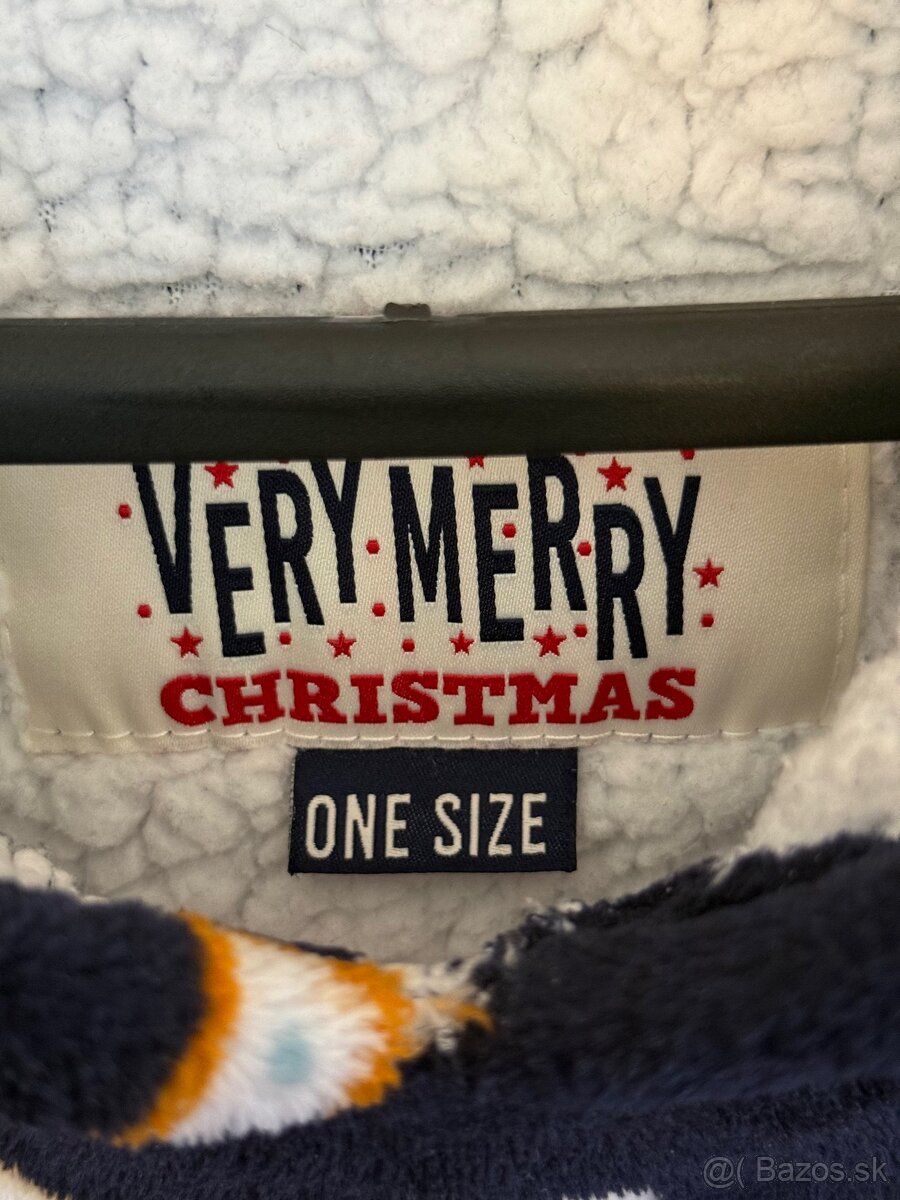 VERY MERRY
CHRISTMAS
ONE SIZE
@( Bazos.sk